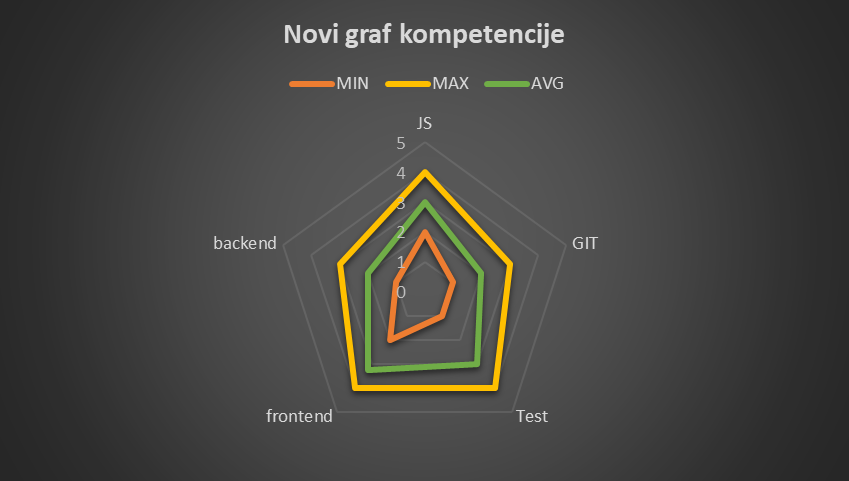 Novi graf kompetencije
MIN MAX AVG
JS
5
4
3
2
1
0
backend
GIT
frontend
Test